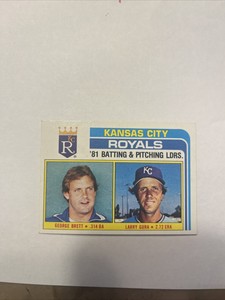 KANSAS CITY
ROYALS
'81 BATTING & PITCHING LDRS.
R
KC
GEORGE BRETT • .314 BA
LARRY GURA • 2.72 ERA